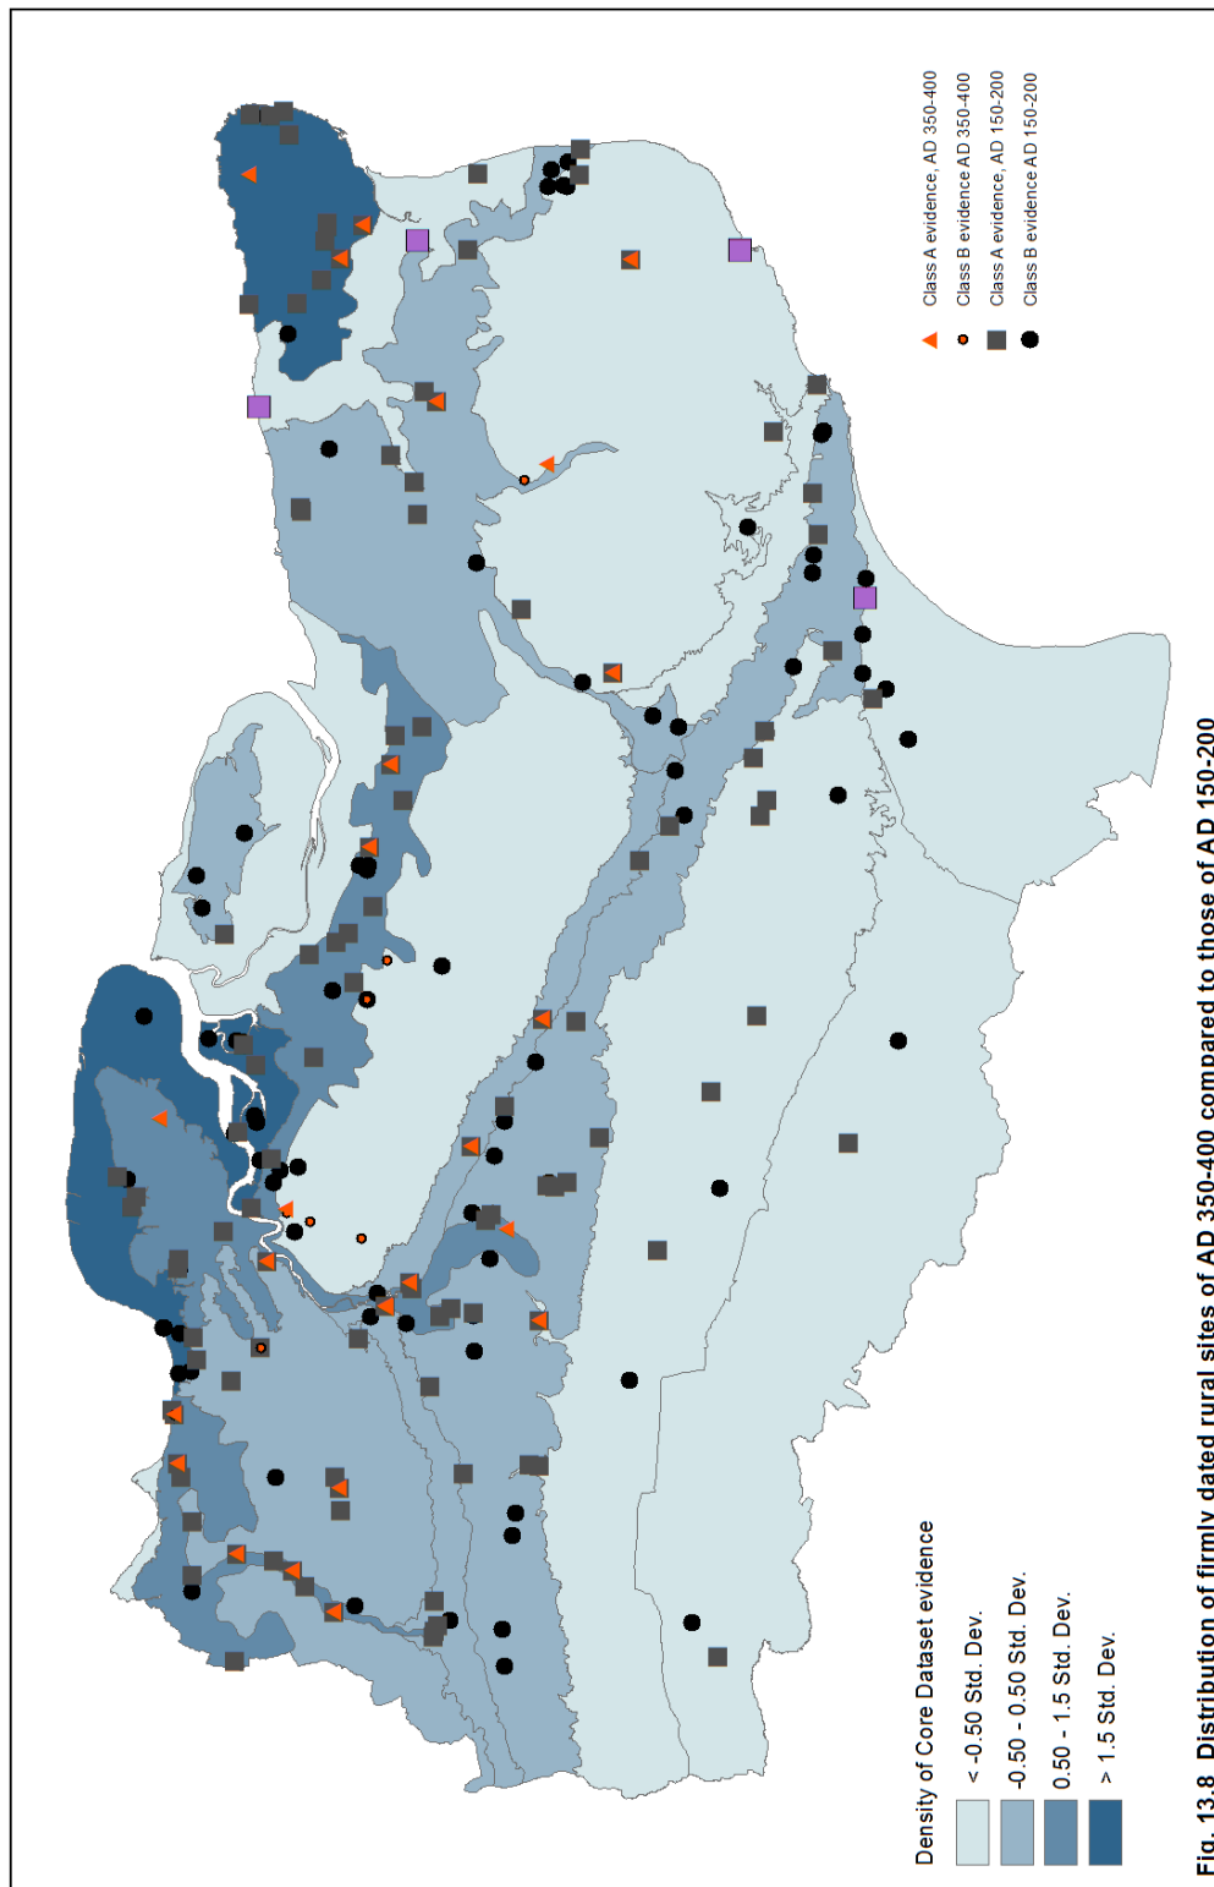 Class A evidence, AD 350-400
Class B evidence AD 350-400
Class A evidence, AD 150-200
Class B evidence AD 150-200
Density of Core Dataset evidence
< -0.50 Std. Dev.
-0.50 - 0.50 Std. Dev.
0.50 - 1.5 Std. Dev.
> 1.5 Std. Dev.
Fig. 13.8 Distribution of firmly dated rural sites of AD 350-400 compared to those of AD 150-200